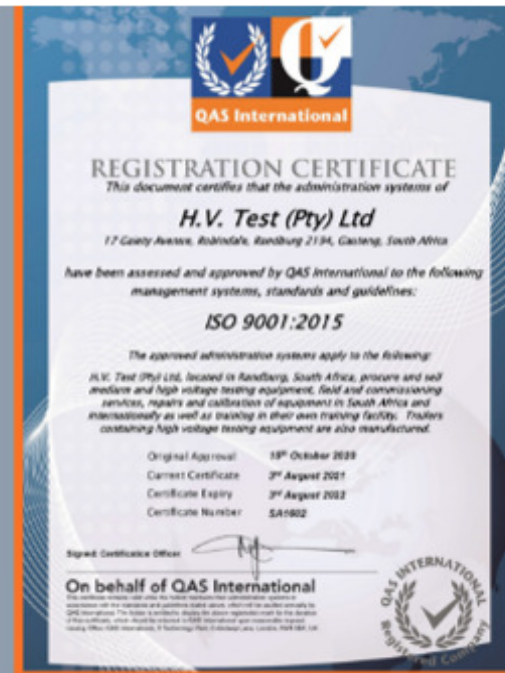 QAS International
REGISTRATION CERTIFICATE
This document certifies that the administration systems of
H.V. Test (Pty) Ltd
17 Gaiety Avenue, Robindale, Randburg 2194, Gauteng, South Africa
have been assessed and approved by QAS International to the following
management systems, standards and guidelines:
ISO 9001:2015
The approved administration systems apply to the following:
H.V. Test (Pty) Ltd, located in Randburg, South Africa, procure and sell
medium and high voltage testing equipment, field and commissioning
services, repairs and calibration of equipment in South Africa and
internationally as well as training in their own training facility. Trailers
containing high voltage testing equipment are also manufactured.
Original Approval
Current Certificate 3rd August 2021
Certificate Expiry 3rd August 2022
Certificate Number SA1602
Signed: Certification Officer
On behalf of QAS International
QAS INTERNATIONAL
Registered Company